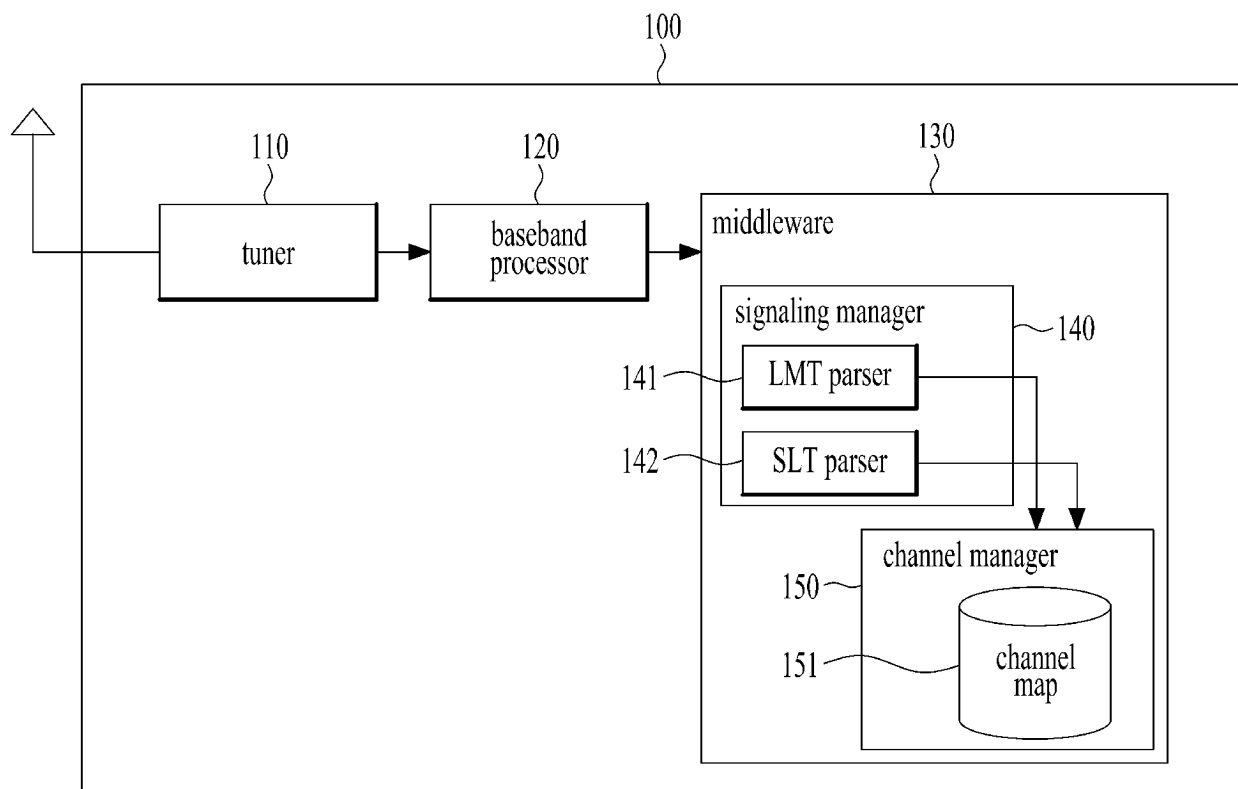 100
110
120
130
tuner
baseband
processor
middleware
signaling manager
140
141
LMT parser
142
SLT parser
channel manager
150
151
channel
map